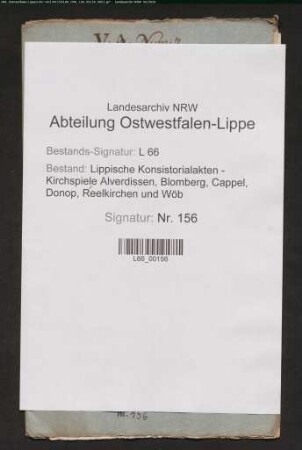 Landesarchiv NRW
Abteilung Ostwestfalen-Lippe
Bestands-Signatur: L 66
Bestand: Lippische Konsistorialakten -
Kirchspiele Alverdissen, Blomberg, Cappel,
Donop, Reelkirchen und Wöb
Signatur: Nr. 156
L66_00156